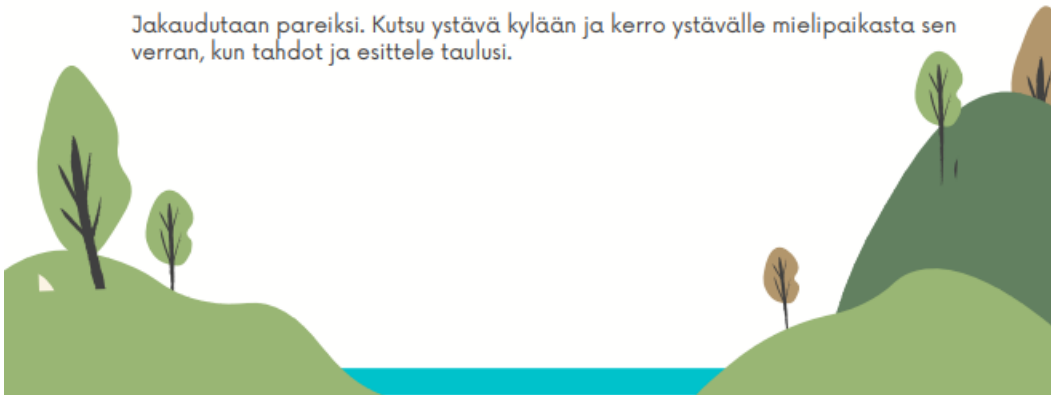 Jakaudutaan pareiksi. Kutsu ystävä kylään ja kerro ystävälle mielipaikasta sen
verran, kun tahdot ja esittele taulusi.